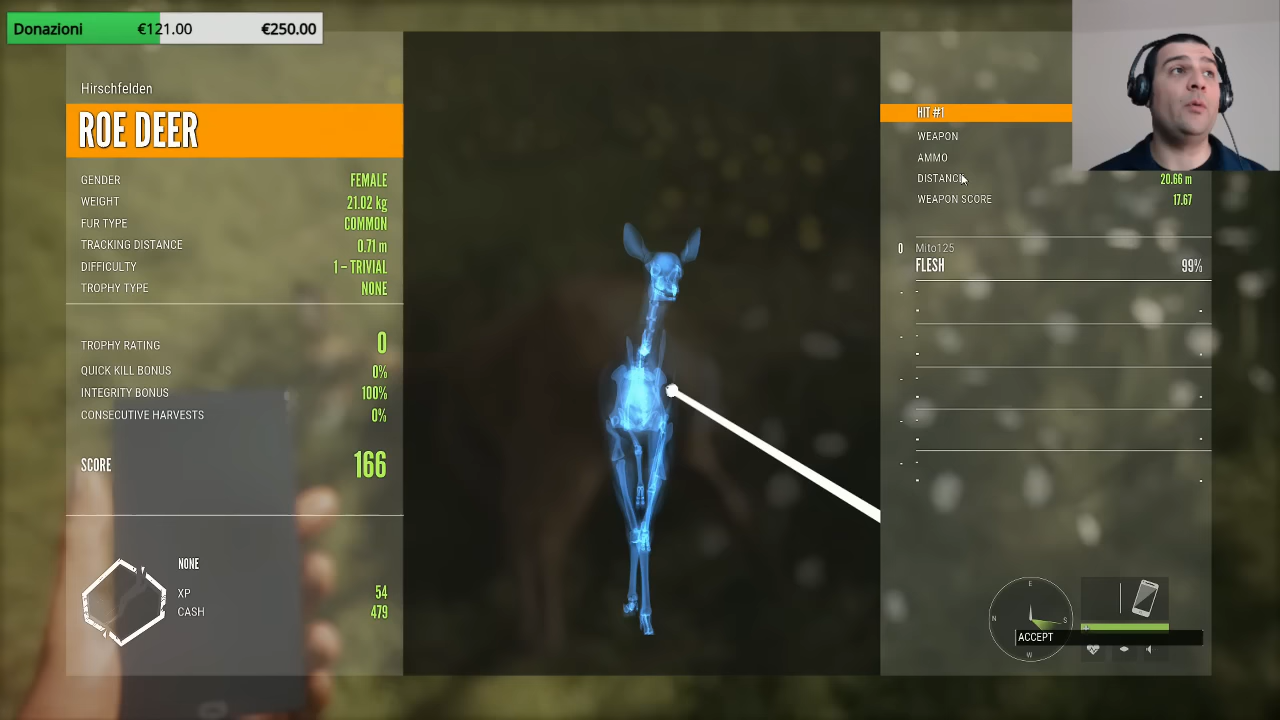 Donazioni €121.00 €250.00
Hirschfelden
ROE DEER
GENDER FEMALE
WEIGHT 21.02 kg
FUR TYPE COMMON
TRACKING DISTANCE 0.71 m
DIFFICULTY 1 – TRIVIAL
TROPHY TYPE NONE
TROPHY RATING 0
QUICK KILL BONUS 0%
INTEGRITY BONUS 100%
CONSECUTIVE HARVESTS 0%
SCORE 166
NONE
XP 54
CASH 479
HIT #1
WEAPON
AMMO
DISTANCE 20.66 m
WEAPON SCORE 17.67
0 Mito125
FLESH 99%
- -
-
- -
-
- -
-
- -
-
- -
-
E
N S
W
ACCEPT